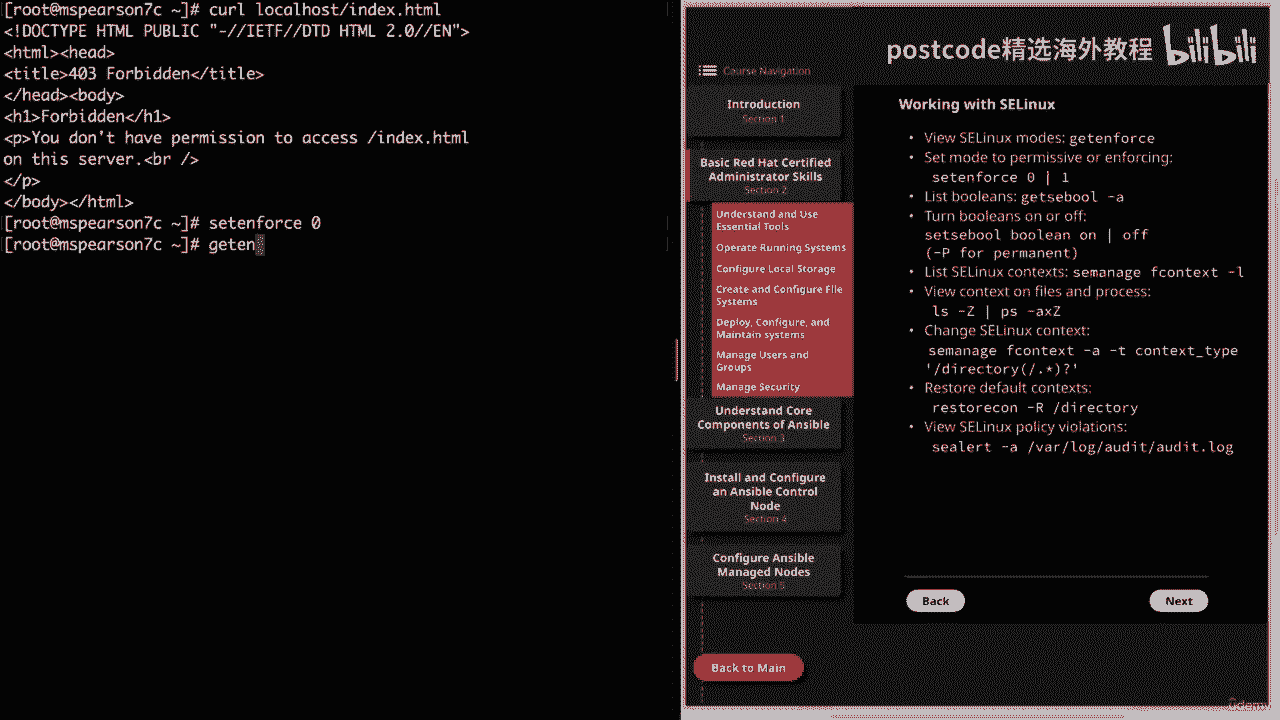 [root@mspearson7c ~]# curl localhost/index.html
<!DOCTYPE HTML PUBLIC "-//IETF//DTD HTML 2.0//EN">
<html><head>
<title>403 Forbidden</title>
</head><body>
<h1>Forbidden</h1>
<p>You don't have permission to access /index.html
on this server.<br />
</p>
</body></html>
[root@mspearson7c ~]# setenforce 0
[root@mspearson7c ~]# geten
postcode精选海外教程 bilibili
Course Navigation
Introduction
Section 1
Basic Red Hat Certified
Administrator Skills
Section 2
Understand and Use
Essential Tools
Operate Running Systems
Configure Local Storage
Create and Configure File
Systems
Deploy, Configure, and
Maintain systems
Manage Users and
Groups
Manage Security
Understand Core
Components of Ansible
Section 3
Install and Configure
an Ansible Control
Node
Section 4
Configure Ansible
Managed Nodes
Section 5
Back to Main
Working with SELinux
• View SELinux modes: getenforce
• Set mode to permissive or enforcing:
setenforce 0 | 1
• List booleans: getsebool -a
• Turn booleans on or off:
setsebool boolean on | off
(-P for permanent)
• List SELinux contexts: semanage fcontext -l
• View context on files and process:
ls -Z | ps -axZ
• Change SELinux context:
semanage fcontext -a -t context_type
'/directory(/.*)?'
• Restore default contexts:
restorecon -R /directory
• View SELinux policy violations:
sealert -a /var/log/audit/audit.log
Back
Next
ûdemy